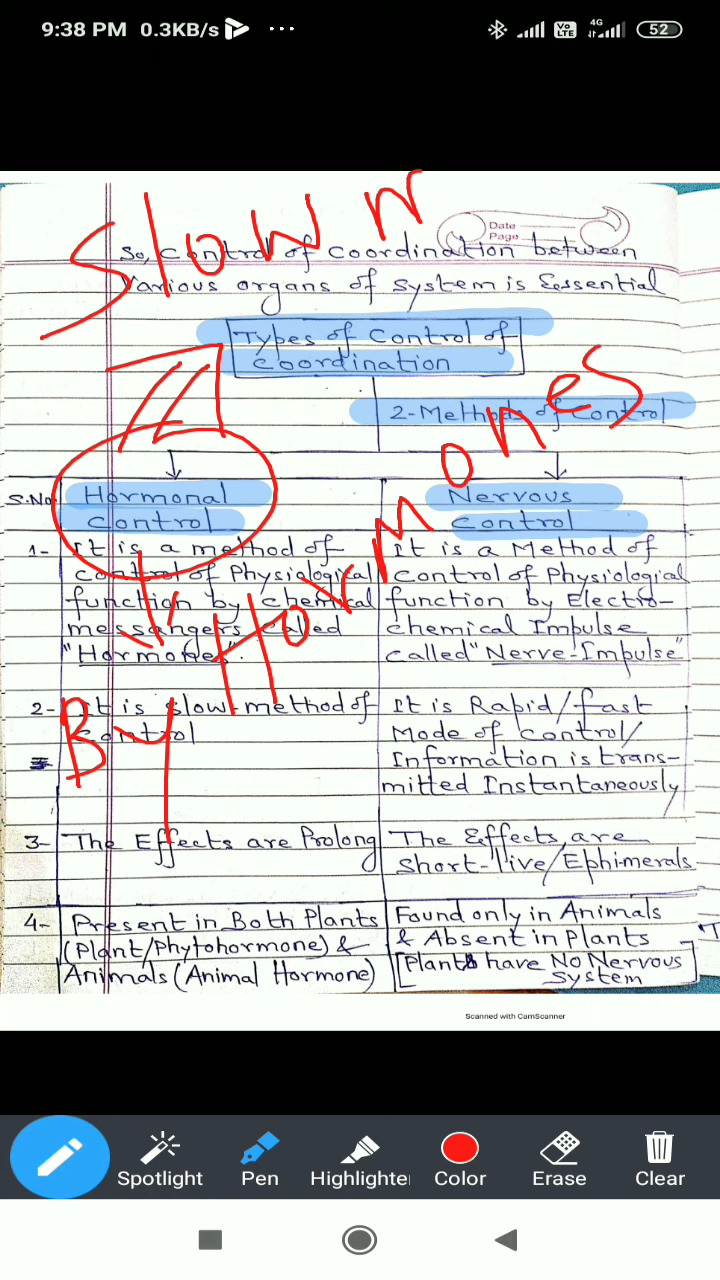 9:38 PM 0.3KB/s ...
Vo LTE 4G 52
Date
Page
So, control of coordination between
Various organs of system is Essential
Types of Control of
Coordination
2-Methods of Control
S.No. Hormonal Control
Nervous Control
1- It is a method of
control of Physiological
function by chemical
messangers called
"Hormones".
It is a Method of
control of Physiological
function by Electro-
chemical Impulse
called "Nerve-Impulse"
2- It is slow method of
control
It is Rapid/fast
Mode of control/
Information is trans-
mitted Instantaneously
3- The Effects are Prolong
The Effects are
Short-live/Ephimerals
4- Present in Both Plants
(Plant/Phytohormone) &
Animals (Animal Hormone)
Found only in Animals
& Absent in Plants
[Plants have No Nervous
System
Slow
By Hormones
Scanned with CamScanner
Spotlight Pen Highlighte Color Erase Clear